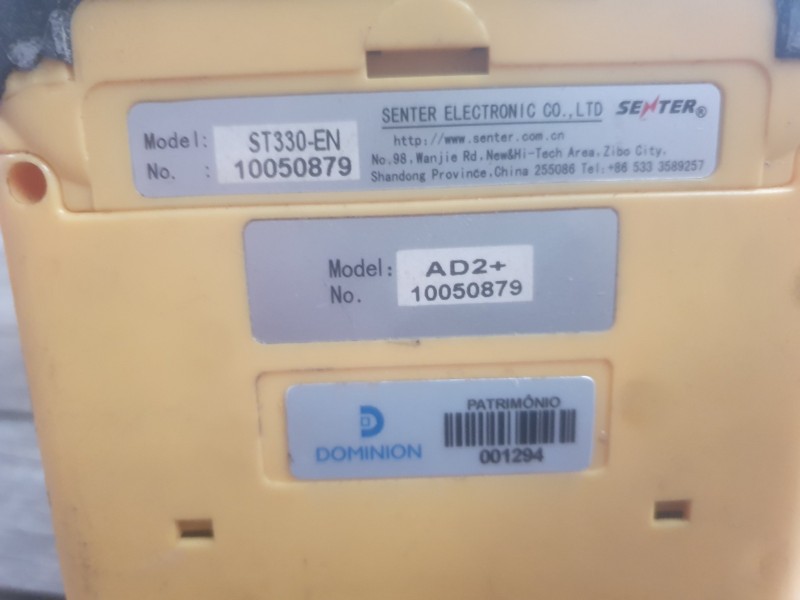 Model: ST330-EN
No. : 10050879
SENTER ELECTRONIC CO.,LTD SENTER®
http://www.senter.com.cn
No.98, Wanjie Rd,New&Hi-Tech Area, Zibo City,
Shandong Province,China 255086 Tel:+86 533 3589257
Model: AD2+
No. 10050879
DOMINION
PATRIMÔNIO
001294